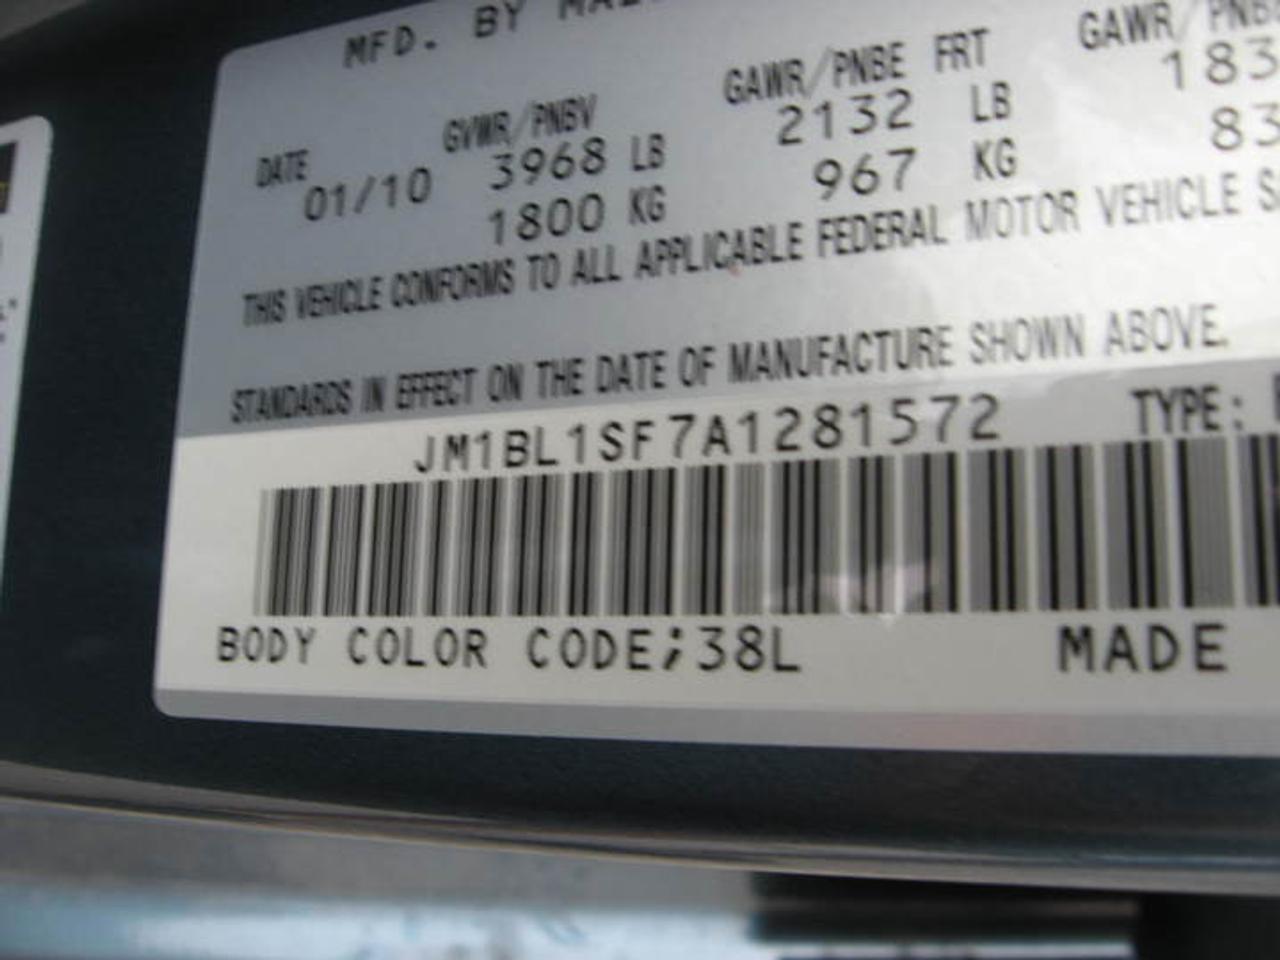 MFD. BY
DATE GVWR/PNBV GAWR/PNBE FRT GAWR/
01/10 3968 LB 2132 LB 183
1800 KG 967 KG 83
THIS VEHICLE CONFORMS TO ALL APPLICABLE FEDERAL MOTOR VEHICLE
STANDARDS IN EFFECT ON THE DATE OF MANUFACTURE SHOWN ABOVE.
JM1BL1SF7A1281572 TYPE:
BODY COLOR CODE;38L MADE